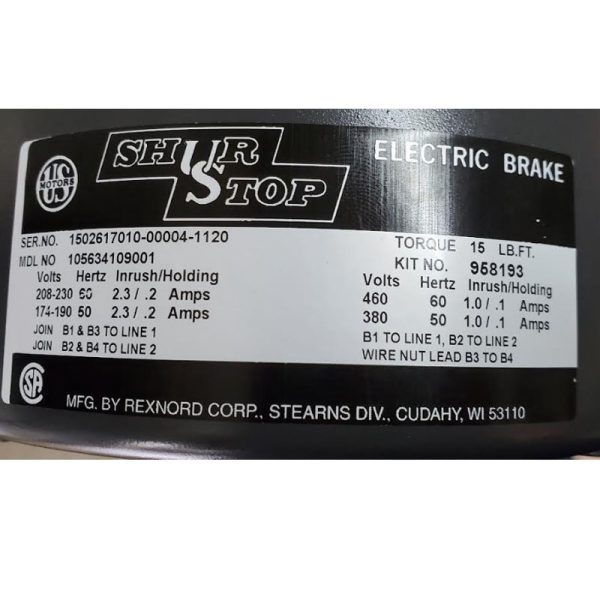 US
MOTORS
SHUR
STOP
ELECTRIC BRAKE
SER.NO. 1502617010-00004-1120
MDL NO 105634109001
Volts Hertz Inrush/Holding
208-230 60 2.3 / .2 Amps
174-190 50 2.3 / .2 Amps
JOIN B1 & B3 TO LINE 1
JOIN B2 & B4 TO LINE 2
TORQUE 15 LB.FT.
KIT NO. 958193
Volts Hertz Inrush/Holding
460 60 1.0 / .1 Amps
380 50 1.0 / .1 Amps
B1 TO LINE 1, B2 TO LINE 2
WIRE NUT LEAD B3 TO B4
SA
MFG. BY REXNORD CORP., STEARNS DIV., CUDAHY, WI 53110